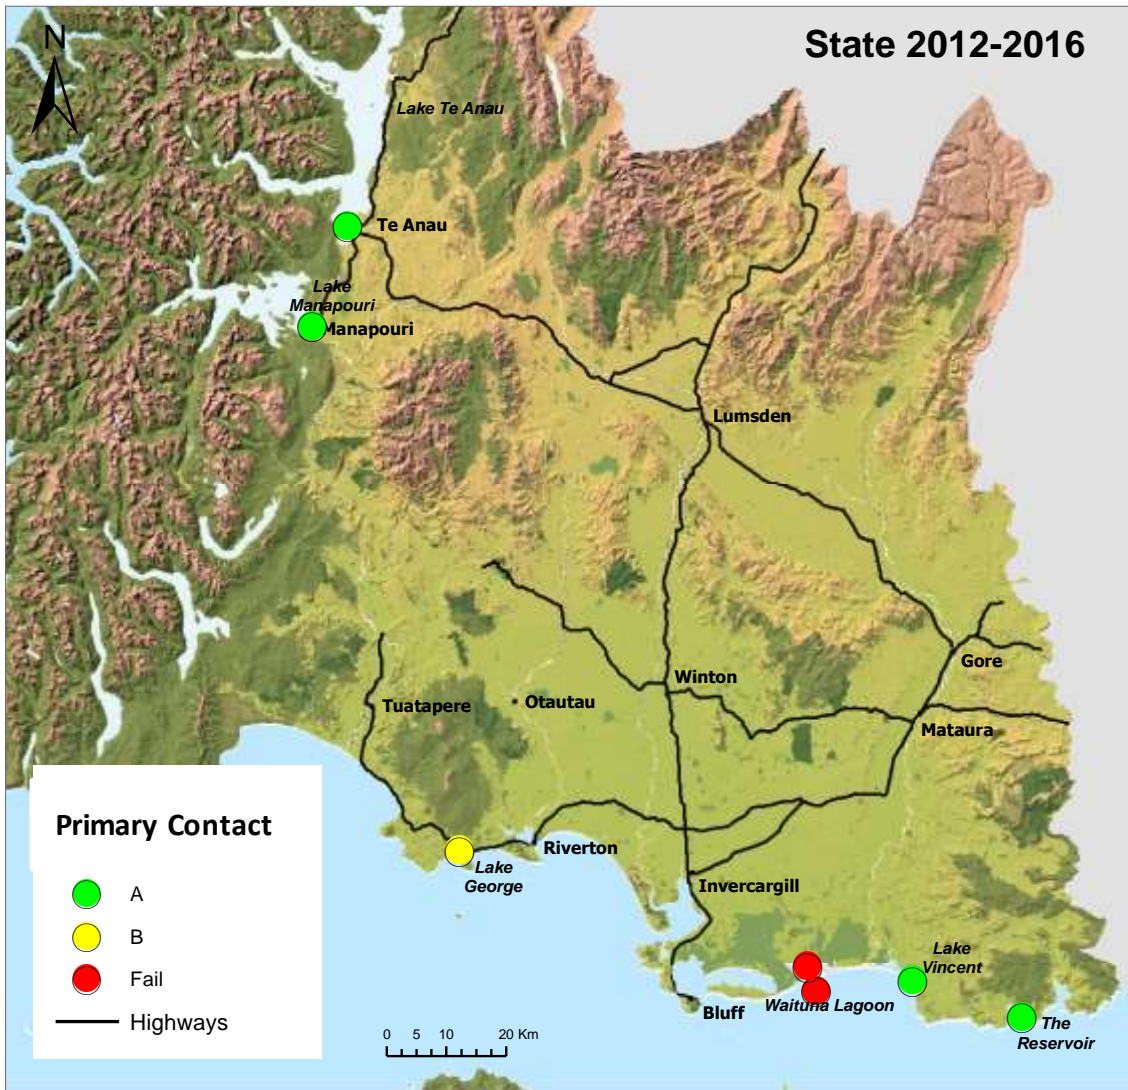 State 2012-2016
N
Lake Te Anau
Te Anau
Lake
Manapouri
Manapouri
Lumsden
Gore
Winton
Otautau
Tuatapere
Mataura
Primary Contact
A
B
Fail
Highways
Riverton
Lake
George
Invercargill
Lake
Vincent
Waituna Lagoon
Bluff
The
Reservoir
0 5 10 20 Km